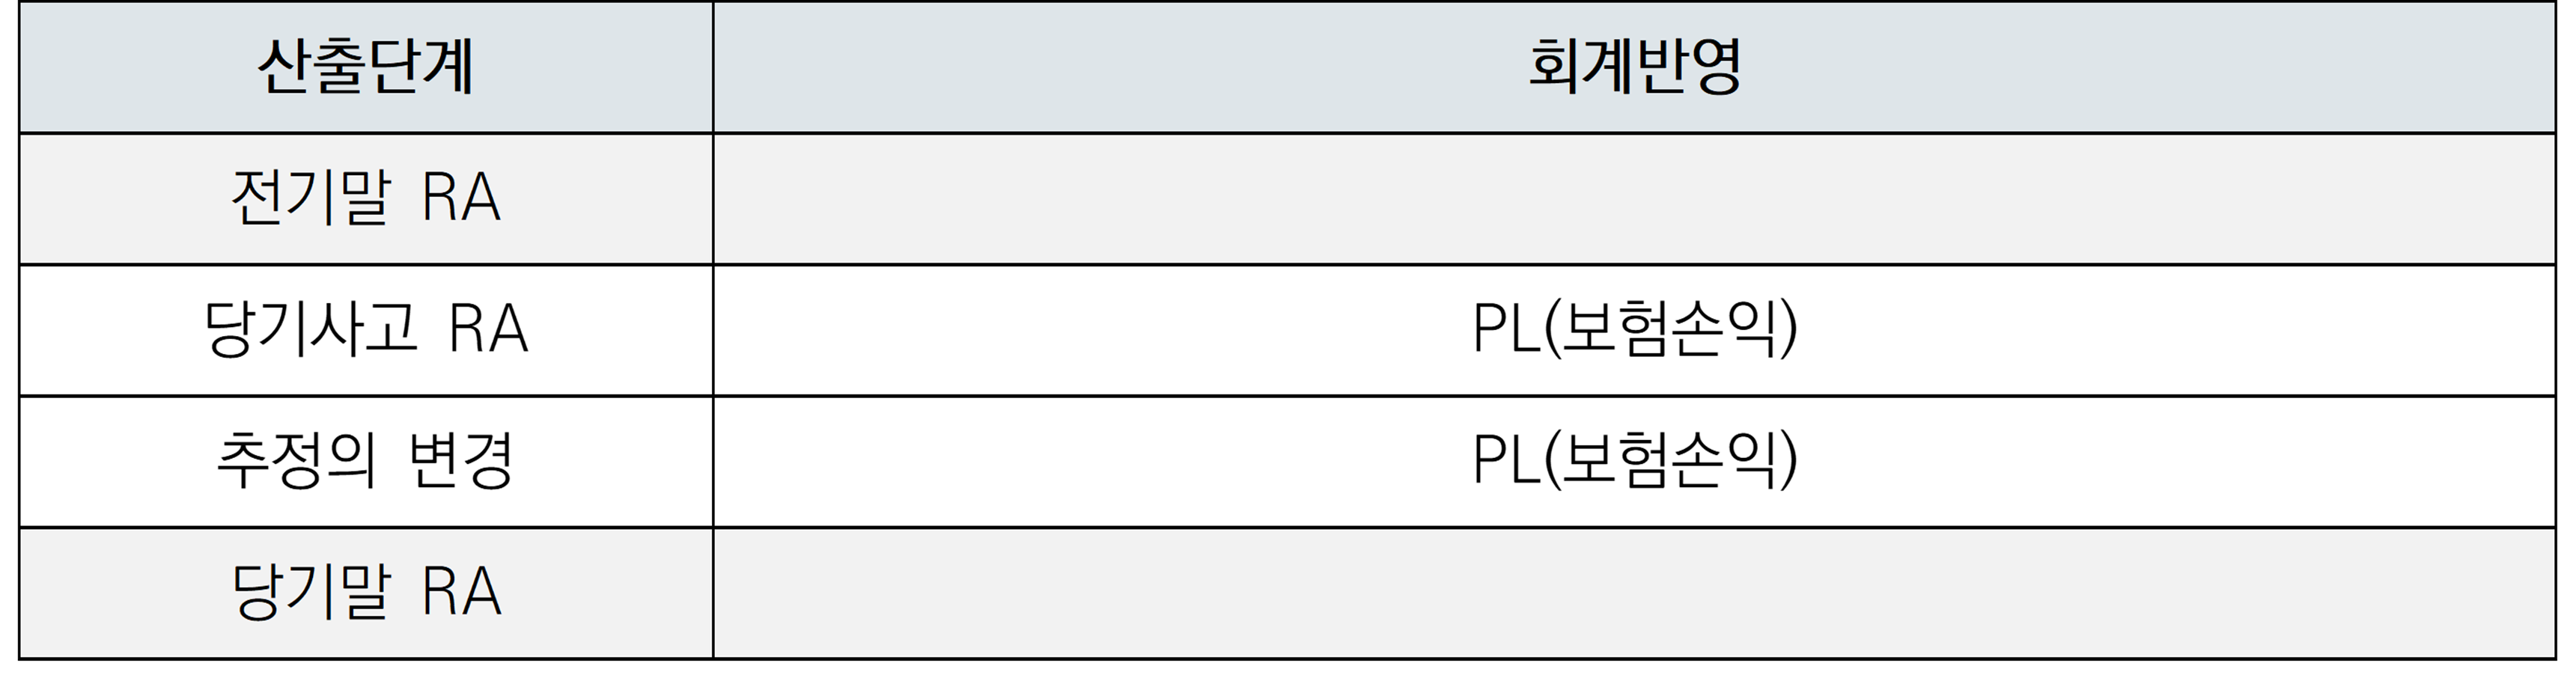 산출단계 회계반영
전기말 RA
당기사고 RA PL(보험손익)
추정의 변경 PL(보험손익)
당기말 RA